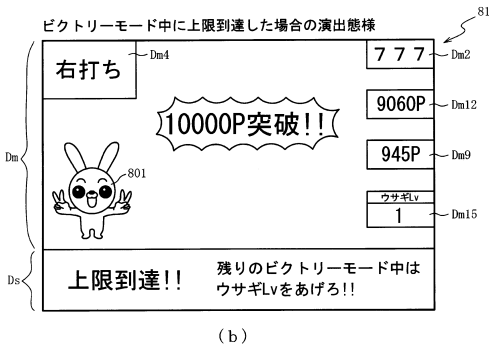 ビクトリーモード中に上限到達した場合の演出態様
81
右打ち
Dm4
777
Dm2
10000P突破!!
9060P
Dm12
945P
Dm9
Dm
801
ウサギLv
1
Dm15
Ds
上限到達!!
残りのビクトリーモード中は
ウサギLvをあげろ!!
(b)